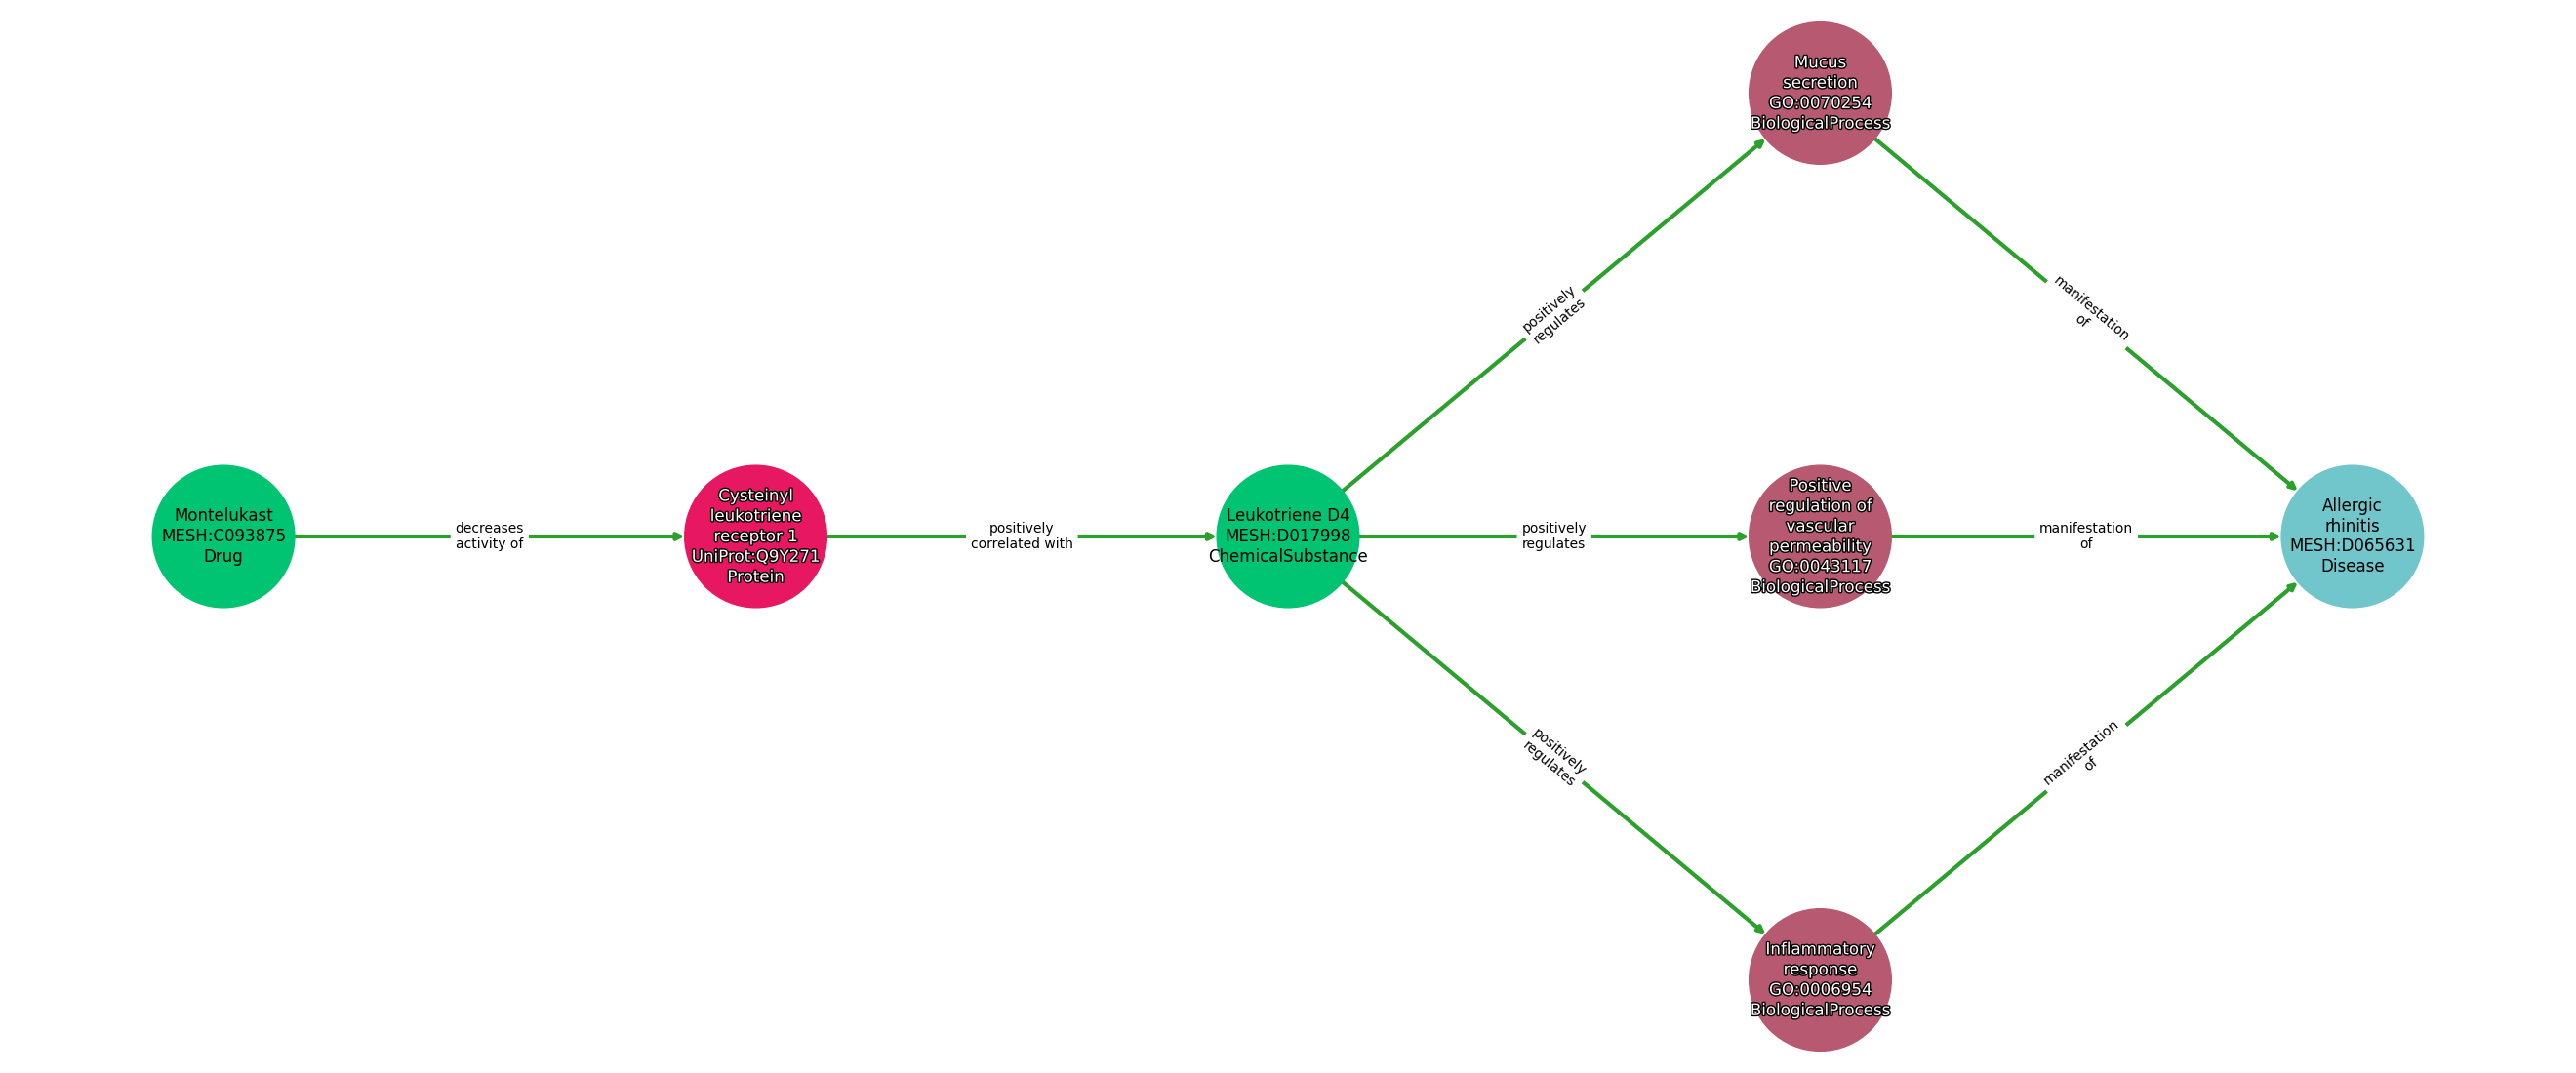 Montelukast
MESH:C093875
Drug
decreases
activity of
Cysteinyl
leukotriene
receptor 1
UniProt:Q9Y271
Protein
positively
correlated with
Leukotriene D4
MESH:D017998
ChemicalSubstance
positively
regulates
positively
regulates
positively
regulates
Mucus
secretion
GO:0070254
BiologicalProcess
Positive
regulation of
vascular
permeability
GO:0043117
BiologicalProcess
Inflammatory
response
GO:0006954
BiologicalProcess
manifestation
of
manifestation
of
manifestation
of
Allergic
rhinitis
MESH:D065631
Disease